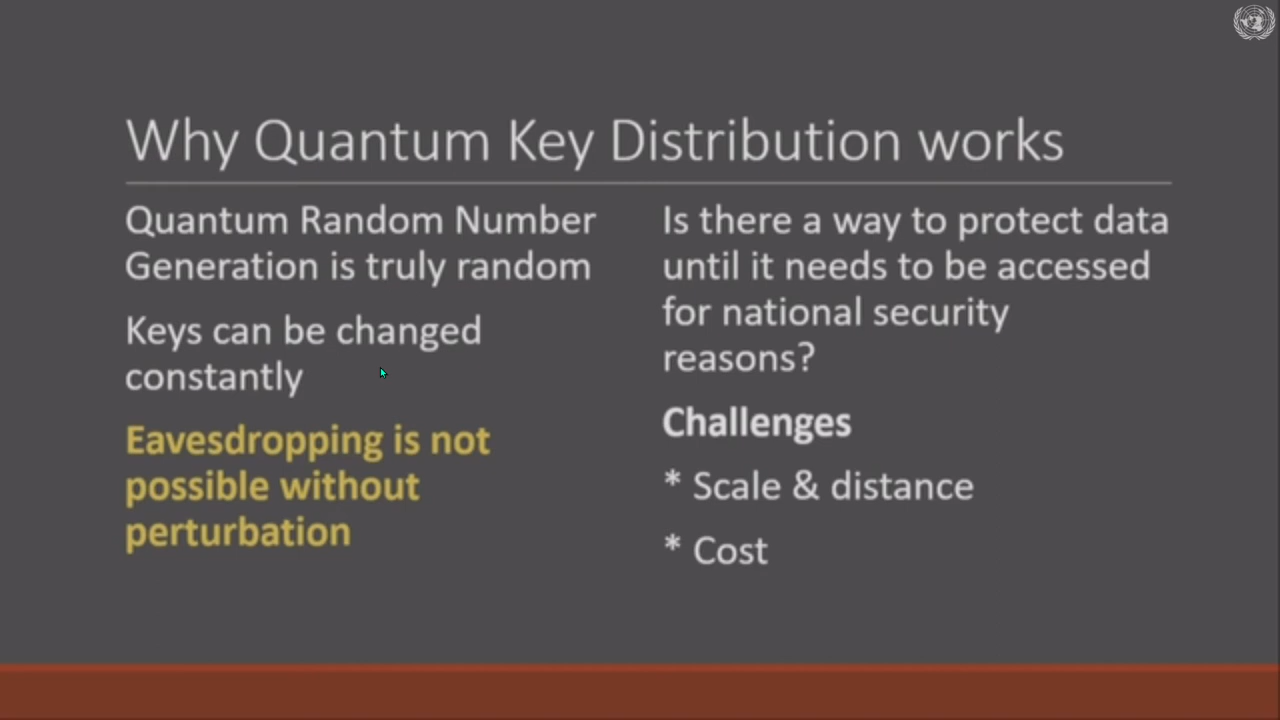 Why Quantum Key Distribution works
Quantum Random Number
Generation is truly random
Keys can be changed
constantly
Eavesdropping is not
possible without
perturbation
Is there a way to protect data
until it needs to be accessed
for national security
reasons?
Challenges
* Scale & distance
* Cost